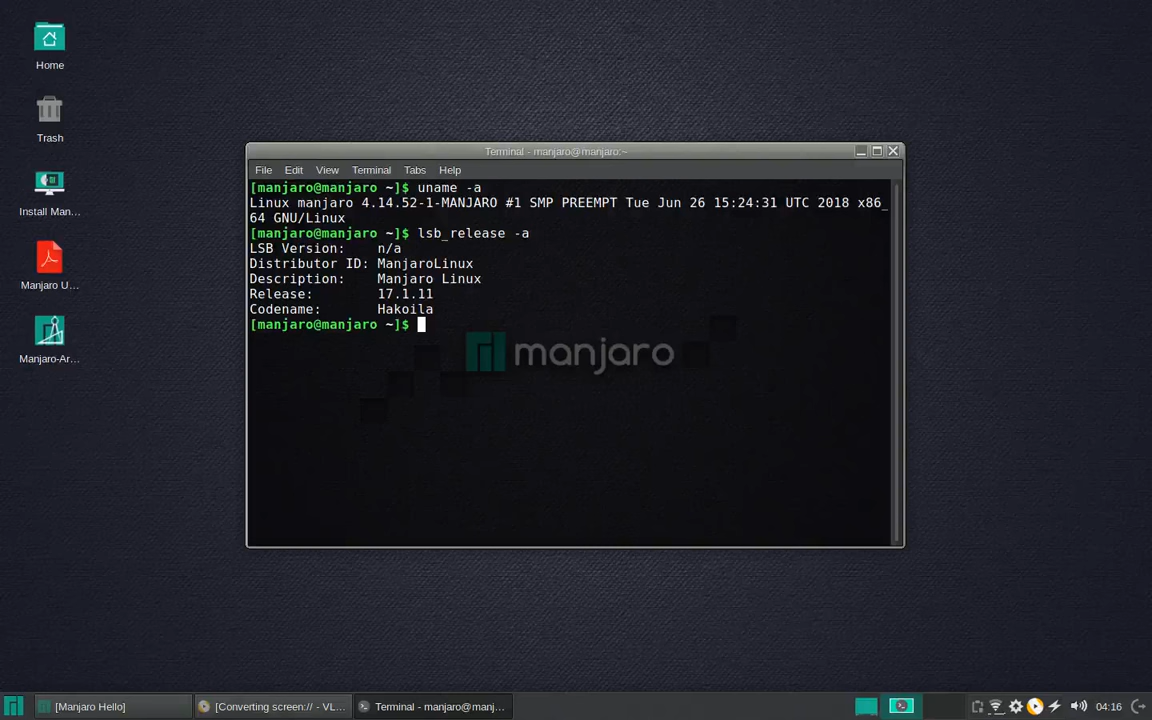 Home
Trash
Install Man...
Manjaro U...
Manjaro-Ar...
Terminal - manjaro@manjaro:~
File Edit View Terminal Tabs Help
[manjaro@manjaro ~]$ uname -a
Linux manjaro 4.14.52-1-MANJARO #1 SMP PREEMPT Tue Jun 26 15:24:31 UTC 2018 x86_
64 GNU/Linux
[manjaro@manjaro ~]$ lsb_release -a
LSB Version: n/a
Distributor ID: ManjaroLinux
Description: Manjaro Linux
Release: 17.1.11
Codename: Hakoila
[manjaro@manjaro ~]$
manjaro
[Manjaro Hello] [Converting screen:// - VL... Terminal - manjaro@manj... 04:16